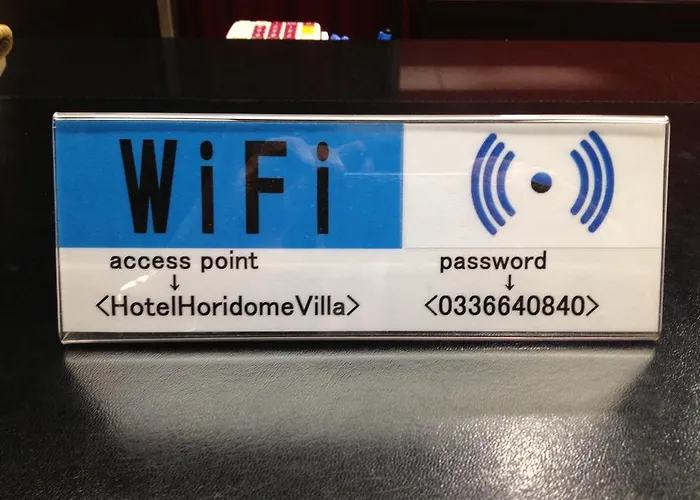 WiFi
access point
↓
<HotelHoridomeVilla>
password
↓
<0336640840>